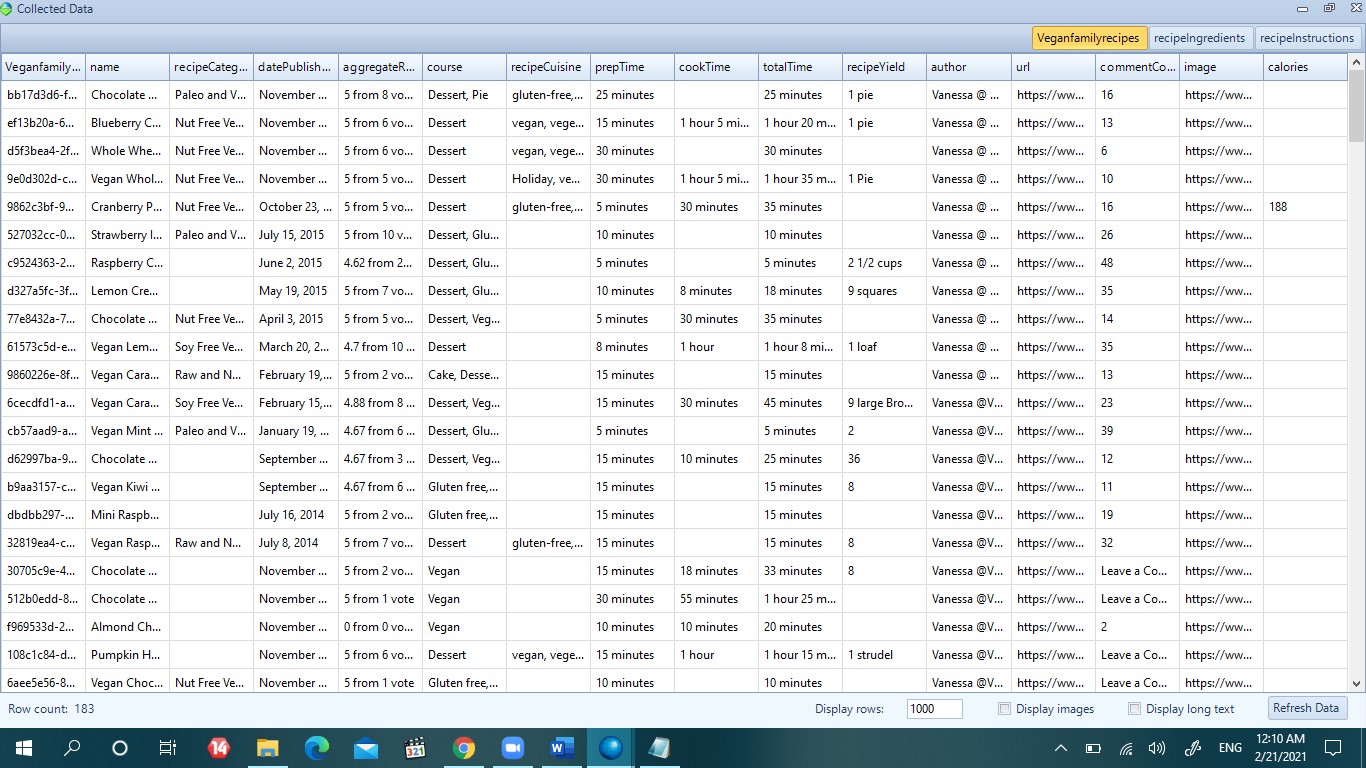 Collected Data
Veganfamilyrecipes recipeIngredients recipeInstructions
Veganfamily... name recipeCateg... datePublish... aggregateR... course recipeCuisine prepTime cookTime totalTime recipeYield author url commentCo... image calories
bb17d3d6-f... Chocolate ... Paleo and V... November ... 5 from 8 vo... Dessert, Pie gluten-free,... 25 minutes 25 minutes 1 pie Vanessa @ ... https://ww... 16 https://ww...
ef13b20a-6... Blueberry C... Nut Free Ve... November ... 5 from 6 vo... Dessert vegan, vege... 15 minutes 1 hour 5 mi... 1 hour 20 m... 1 pie Vanessa @ ... https://ww... 13 https://ww...
d5f3bea4-2f... Whole Whe... Nut Free Ve... November ... 5 from 6 vo... Dessert vegan, vege... 30 minutes 30 minutes Vanessa @ ... https://ww... 6 https://ww...
9e0d302d-c... Vegan Whol... Nut Free Ve... November ... 5 from 5 vo... Dessert Holiday, ve... 30 minutes 1 hour 5 mi... 1 hour 35 m... 1 Pie Vanessa @ ... https://ww... 10 https://ww...
9862c3bf-9... Cranberry P... Nut Free Ve... October 23, ... 5 from 5 vo... Dessert gluten-free,... 5 minutes 30 minutes 35 minutes Vanessa @ ... https://ww... 16 https://ww... 188
527032cc-0... Strawberry I... Paleo and V... July 15, 2015 5 from 10 v... Dessert, Glu... 10 minutes 10 minutes Vanessa @ ... https://ww... 26 https://ww...
c9524363-2... Raspberry C... June 2, 2015 4.62 from 2... Dessert, Glu... 5 minutes 5 minutes 2 1/2 cups Vanessa @ ... https://ww... 48 https://ww...
d327a5fc-3f... Lemon Cre... May 19, 2015 5 from 7 vo... Dessert, Glu... 10 minutes 8 minutes 18 minutes 9 squares Vanessa @ ... https://ww... 35 https://ww...
77e8432a-7... Chocolate ... Nut Free Ve... April 3, 2015 5 from 5 vo... Dessert, Veg... 5 minutes 30 minutes 35 minutes Vanessa @ ... https://ww... 14 https://ww...
61573c5d-e... Vegan Lem... Soy Free Ve... March 20, 2... 4.7 from 10 ... Dessert 8 minutes 1 hour 1 hour 8 mi... 1 loaf Vanessa @ ... https://ww... 35 https://ww...
9860226e-8f... Vegan Cara... Raw and N... February 19,... 5 from 2 vo... Cake, Desse... 15 minutes 15 minutes Vanessa @ ... https://ww... 13 https://ww...
6cecdfd1-a... Vegan Cara... Soy Free Ve... February 15,... 4.88 from 8 ... Dessert, Veg... 15 minutes 30 minutes 45 minutes 9 large Bro... Vanessa @V... https://ww... 23 https://ww...
cb57aad9-a... Vegan Mint ... Paleo and V... January 19, ... 4.67 from 6 ... Dessert, Glu... 5 minutes 5 minutes 2 Vanessa @V... https://ww... 39 https://ww...
d62997ba-9... Chocolate ... September ... 4.67 from 3 ... Dessert, Veg... 15 minutes 10 minutes 25 minutes 36 Vanessa @V... https://ww... 12 https://ww...
b9aa3157-c... Vegan Kiwi ... September ... 4.67 from 6 ... Gluten free,... 15 minutes 15 minutes 8 Vanessa @V... https://ww... 11 https://ww...
dbdbb297-... Mini Raspb... July 16, 2014 5 from 2 vo... Gluten free,... 15 minutes 15 minutes Vanessa @V... https://ww... 19 https://ww...
32819ea4-c... Vegan Rasp... Raw and N... July 8, 2014 5 from 7 vo... Dessert gluten-free,... 15 minutes 15 minutes 8 Vanessa @V... https://ww... 32 https://ww...
30705c9e-4... Chocolate ... November ... 5 from 2 vo... Vegan 15 minutes 18 minutes 33 minutes 8 Vanessa @V... https://ww... Leave a Co... https://ww...
512b0edd-8... Chocolate ... November ... 5 from 1 vote Vegan 30 minutes 55 minutes 1 hour 25 m... Vanessa @V... https://ww... Leave a Co... https://ww...
f969533d-2... Almond Ch... November ... 0 from 0 vo... Vegan 10 minutes 10 minutes 20 minutes Vanessa @V... https://ww... 2 https://ww...
108c1c84-d... Pumpkin H... November ... 5 from 6 vo... Dessert vegan, vege... 15 minutes 1 hour 1 hour 15 m... 1 strudel Vanessa @V... https://ww... Leave a Co... https://ww...
6aee5e56-8... Vegan Choc... Nut Free Ve... November ... 5 from 1 vote Gluten free,... 10 minutes 10 minutes Vanessa @V... https://ww... Leave a Co... https://ww...
Row count: 183 Display rows: 1000 Display images Display long text Refresh Data
14 321 W ENG 12:10 AM
2/21/2021